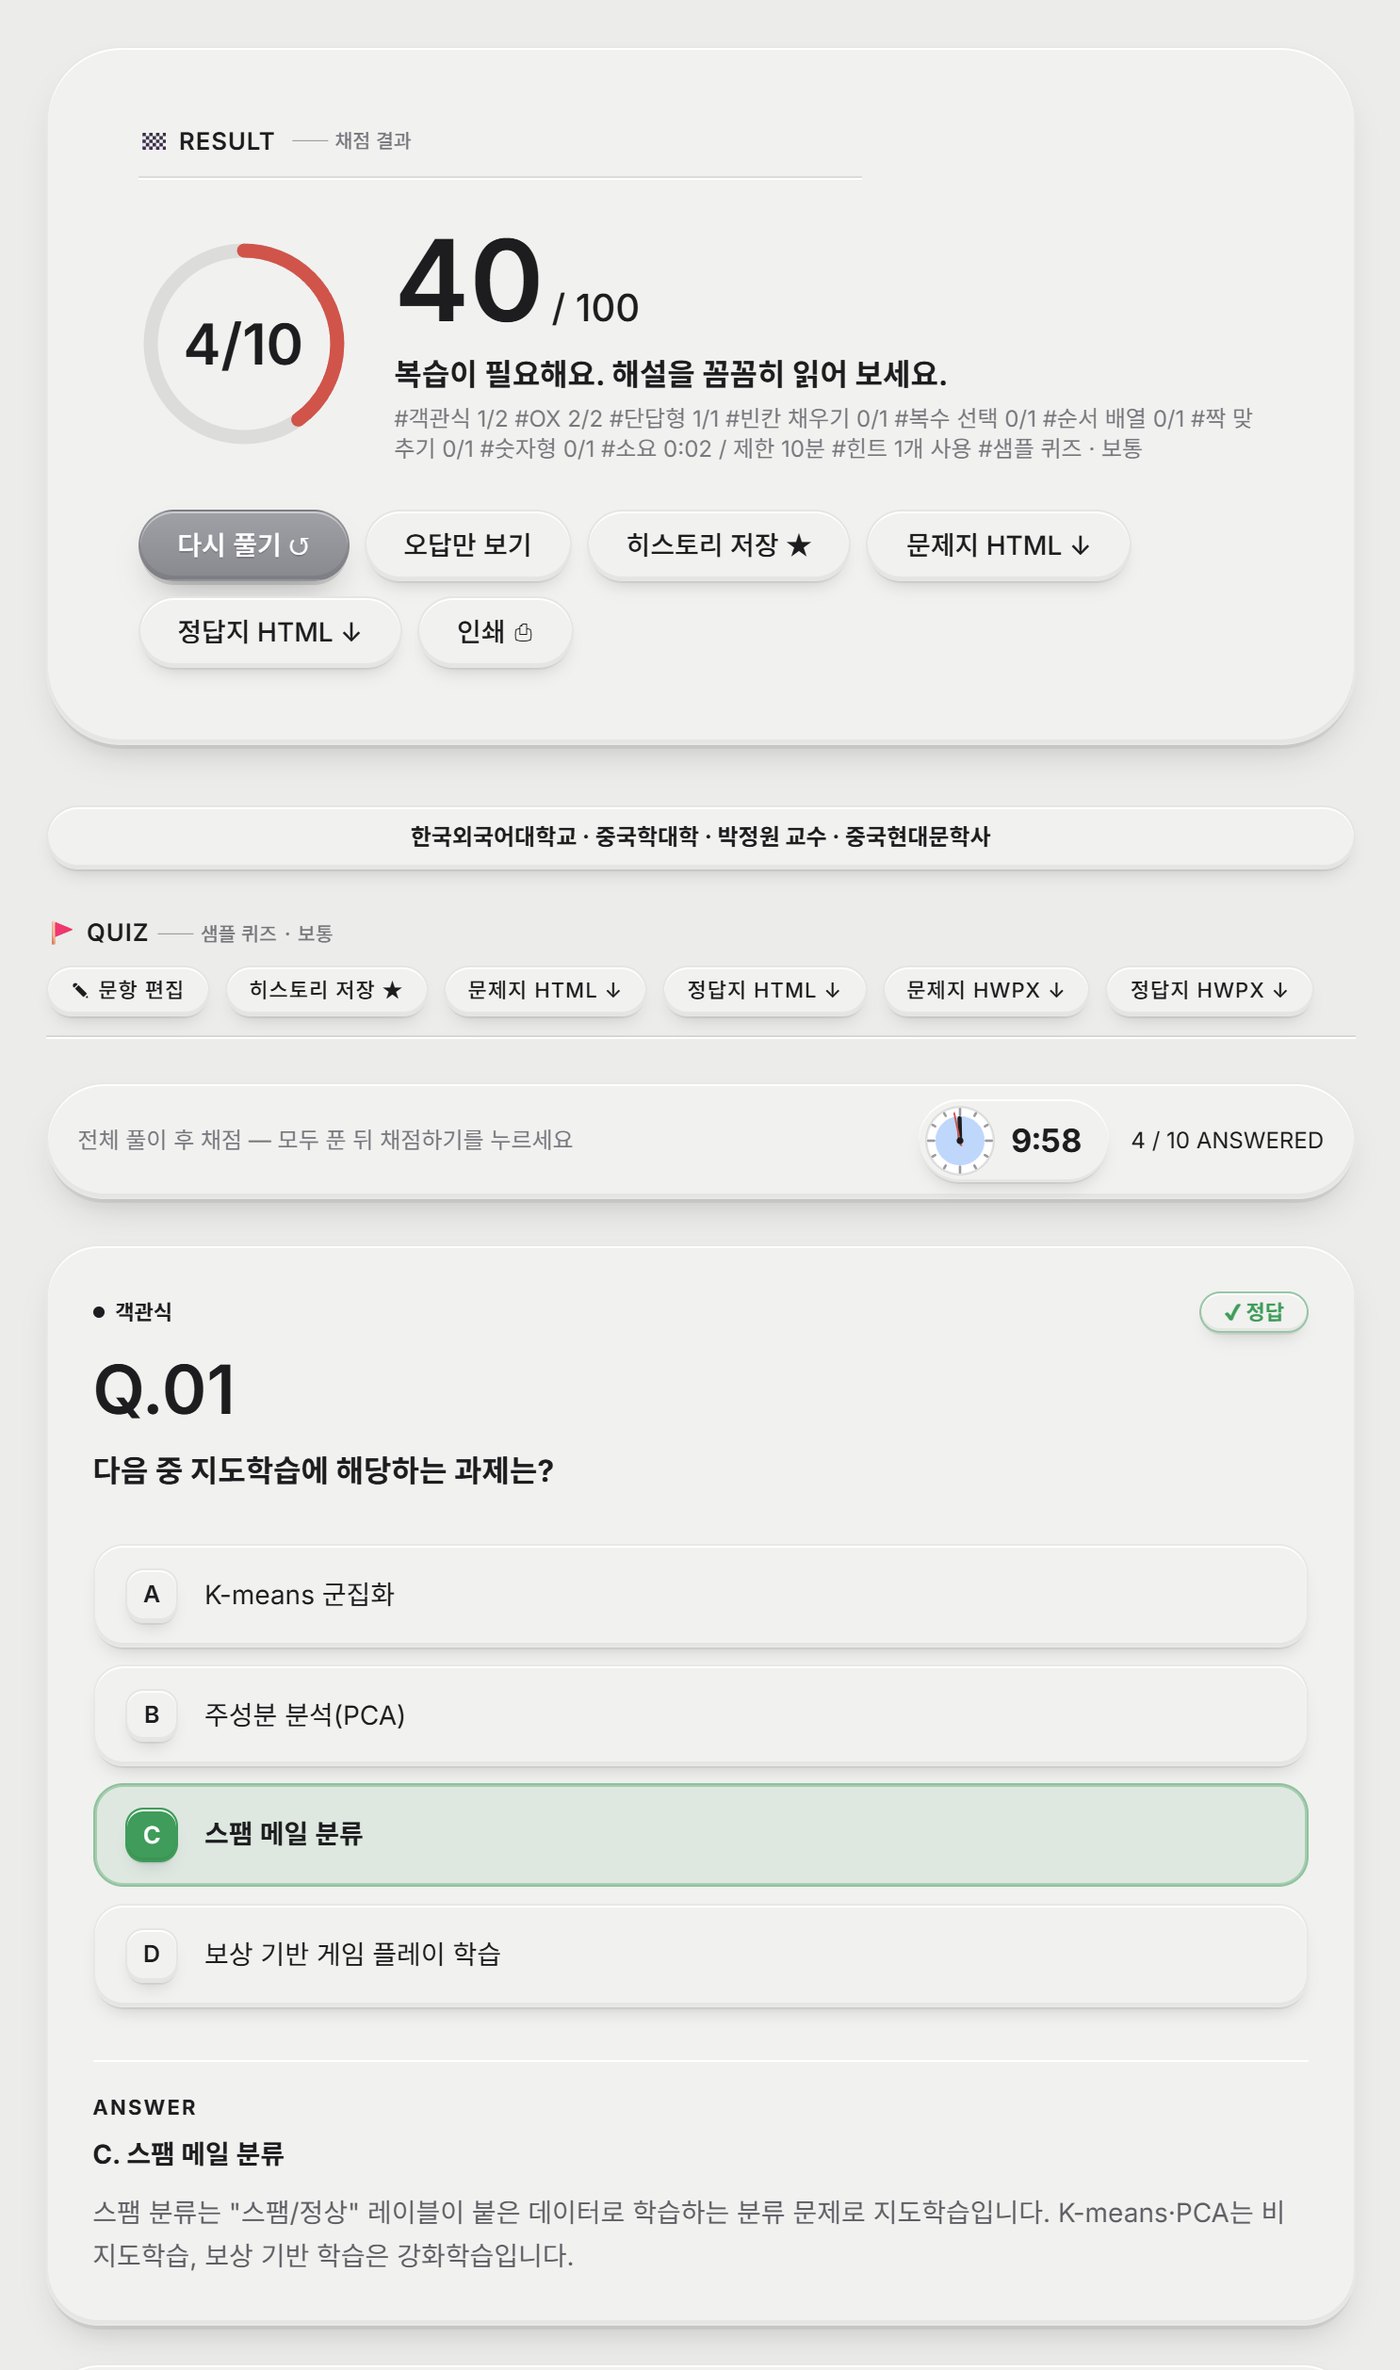 RESULT 채점 결과
4/10
40 / 100
복습이 필요해요. 해설을 꼼꼼히 읽어 보세요.
#객관식 1/2 #OX 2/2 #단답형 1/1 #빈칸 채우기 0/1 #복수 선택 0/1 #순서 배열 0/1 #짝 맞
추기 0/1 #숫자형 0/1 #소요 0:02 / 제한 10분 #힌트 1개 사용 #샘플 퀴즈 · 보통
다시 풀기 ↺ 오답만 보기 히스토리 저장 ★ 문제지 HTML ↓
정답지 HTML ↓ 인쇄 ⎙
한국외국어대학교 · 중국학대학 · 박정원 교수 · 중국현대문학사
QUIZ 샘플 퀴즈 · 보통
✎ 문항 편집 히스토리 저장 ★ 문제지 HTML ↓ 정답지 HTML ↓ 문제지 HWPX ↓ 정답지 HWPX ↓
전체 풀이 후 채점 — 모두 푼 뒤 채점하기를 누르세요 9:58 4 / 10 ANSWERED
객관식 ✓ 정답
Q.01
다음 중 지도학습에 해당하는 과제는?
A K-means 군집화
B 주성분 분석(PCA)
C 스팸 메일 분류
D 보상 기반 게임 플레이 학습
ANSWER
C. 스팸 메일 분류
스팸 분류는 "스팸/정상" 레이블이 붙은 데이터로 학습하는 분류 문제로 지도학습입니다. K-means·PCA는 비
지도학습, 보상 기반 학습은 강화학습입니다.